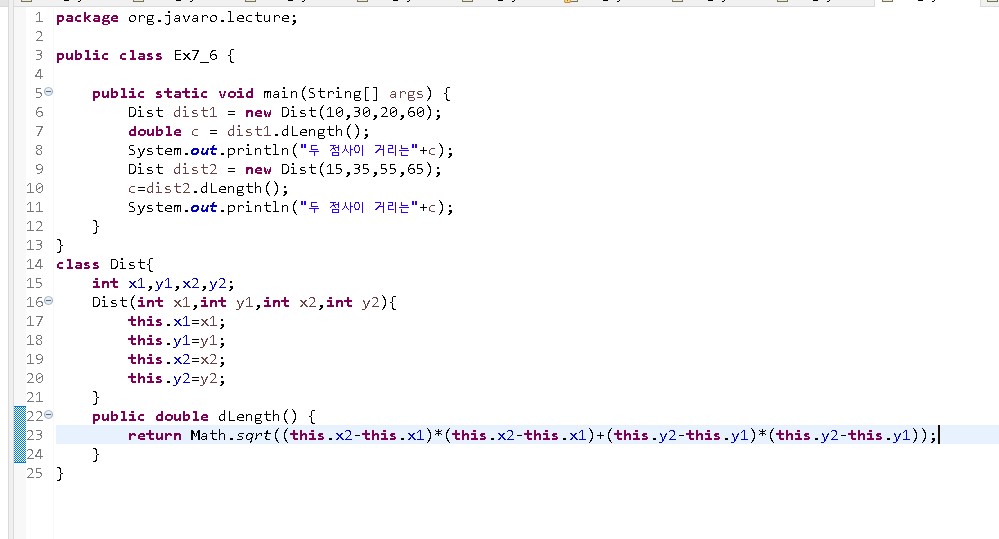 1 package org.javaro.lecture;
2
3 public class Ex7_6 {
4
5 public static void main(String[] args) {
6 Dist dist1 = new Dist(10,30,20,60);
7 double c = dist1.dLength();
8 System.out.println("두 점사이 거리는"+c);
9 Dist dist2 = new Dist(15,35,55,65);
10 c=dist2.dLength();
11 System.out.println("두 점사이 거리는"+c);
12 }
13 }
14 class Dist{
15 int x1,y1,x2,y2;
16 Dist(int x1,int y1,int x2,int y2){
17 this.x1=x1;
18 this.y1=y1;
19 this.x2=x2;
20 this.y2=y2;
21 }
22 public double dLength() {
23 return Math.sqrt((this.x2-this.x1)*(this.x2-this.x1)+(this.y2-this.y1)*(this.y2-this.y1));
24 }
25 }